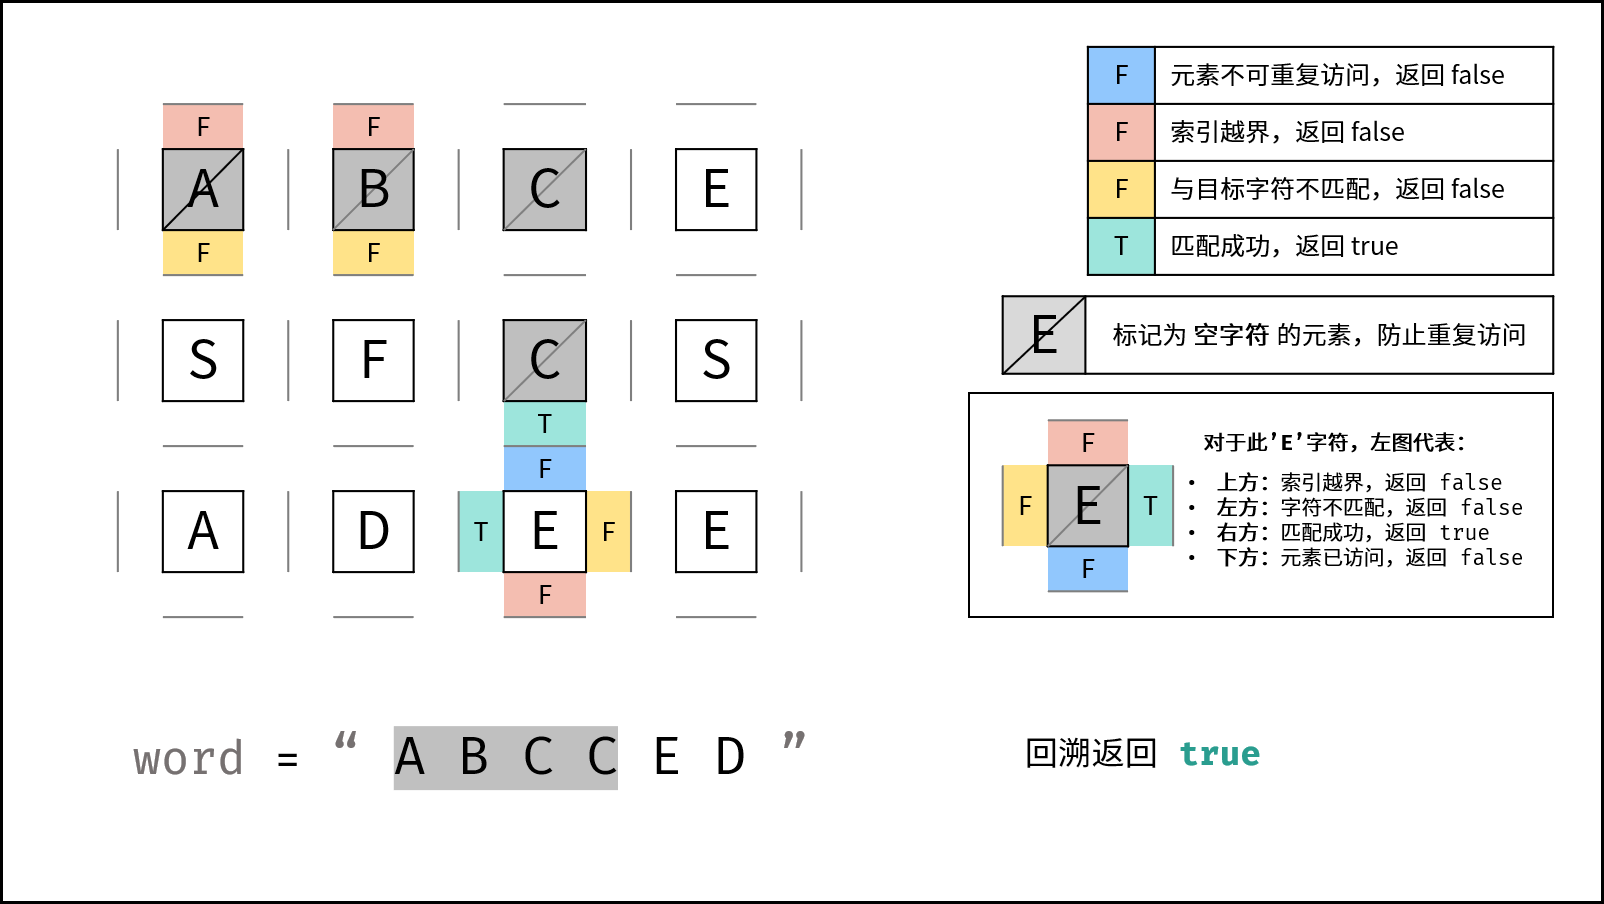 F 元素不可重复访问，返回 false
F F
F 索引越界，返回 false
A B C E
F 与目标字符不匹配，返回 false
F F
T 匹配成功，返回 true
S F C S
E 标记为 空字符 的元素，防止重复访问
T
F
A D T E F E
F
F
F E T
F
对于此’E’字符，左图代表：
• 上方：索引越界，返回 false
• 左方：字符不匹配，返回 false
• 右方：匹配成功，返回 true
• 下方：元素已访问，返回 false
word = “ A B C C E D ”
回溯返回 true